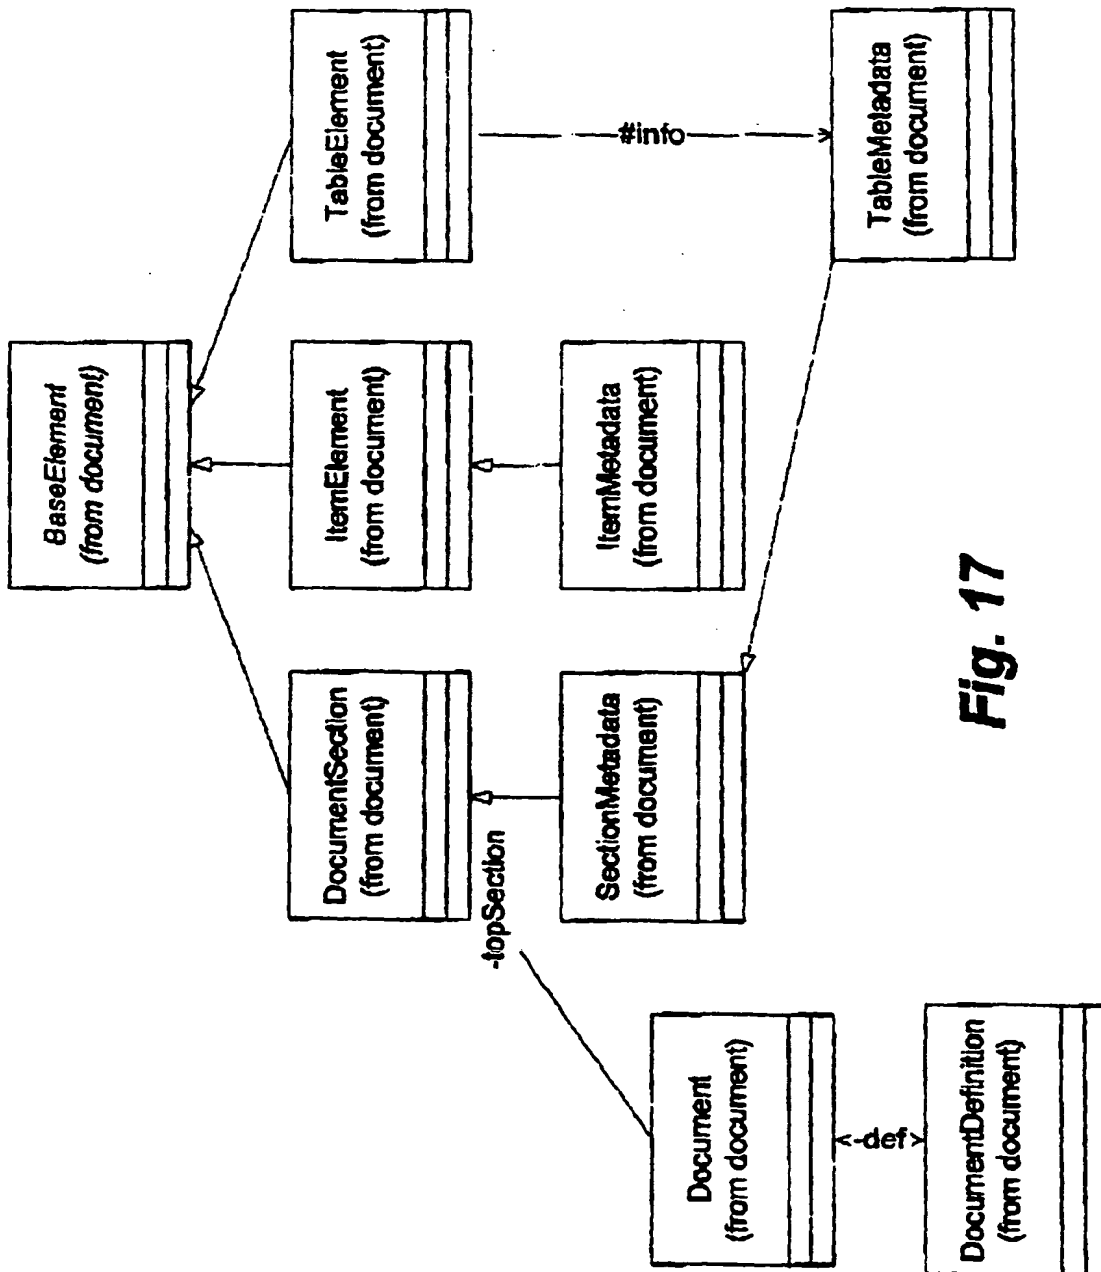 BaseElement
(from document)
DocumentSection
(from document)
ItemElement
(from document)
TableElement
(from document)
-topSection
#info
SectionMetadata
(from document)
ItemMetadata
(from document)
Document
(from document)
TableMetadata
(from document)
-def
DocumentDefinition
(from document)
Fig. 17